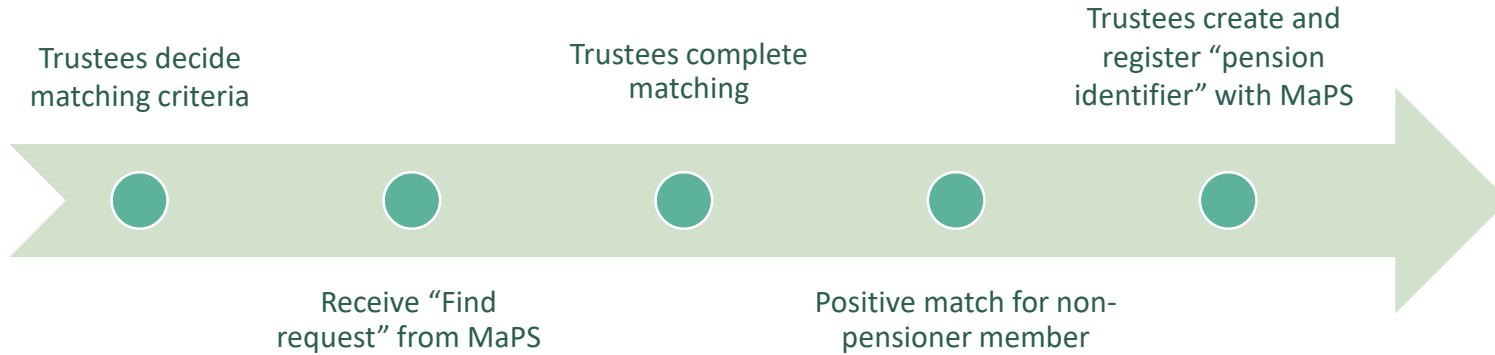 Trustees decide
matching criteria
Receive “Find
request” from MaPS
Trustees complete
matching
Positive match for non-
pensioner member
Trustees create and
register “pension
identifier” with MaPS